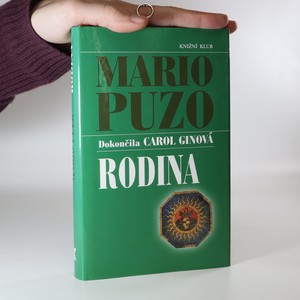 KNIŽNÍ KLUB
MARIO
PUZO
Dokončila CAROL GINOVÁ
RODINA